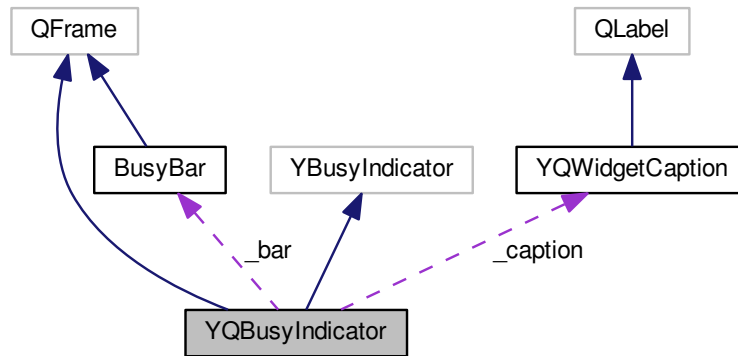 QFrame
QLabel
BusyBar
YBusyIndicator
YQWidgetCaption
_bar
_caption
YQBusyIndicator